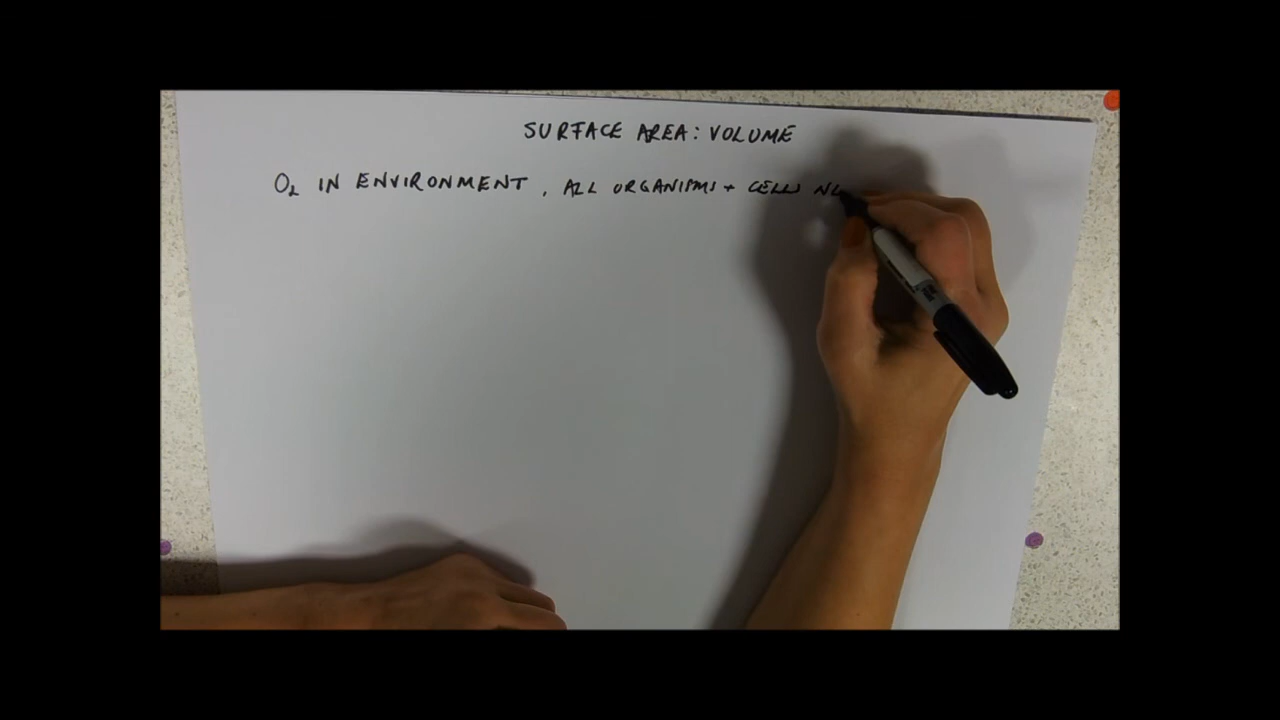 SURFACE AREA: VOLUME
O₂ IN ENVIRONMENT, ALL ORGANISMS + CELLS